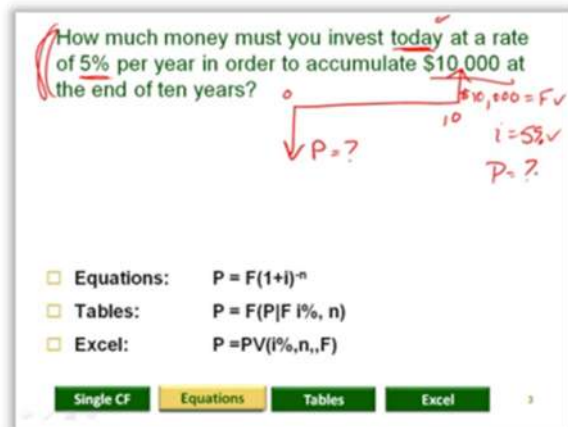 How much money must you invest today at a rate
of 5% per year in order to accumulate $10,000 at
the end of ten years?
0
$10,000 = F✓
10
i = 5%✓
P = ?
P = ?
Equations: P = F(1+i)⁻ⁿ
Tables: P = F(P|F i%, n)
Excel: P =PV(i%,n,,F)
Single CF Equations Tables Excel 3